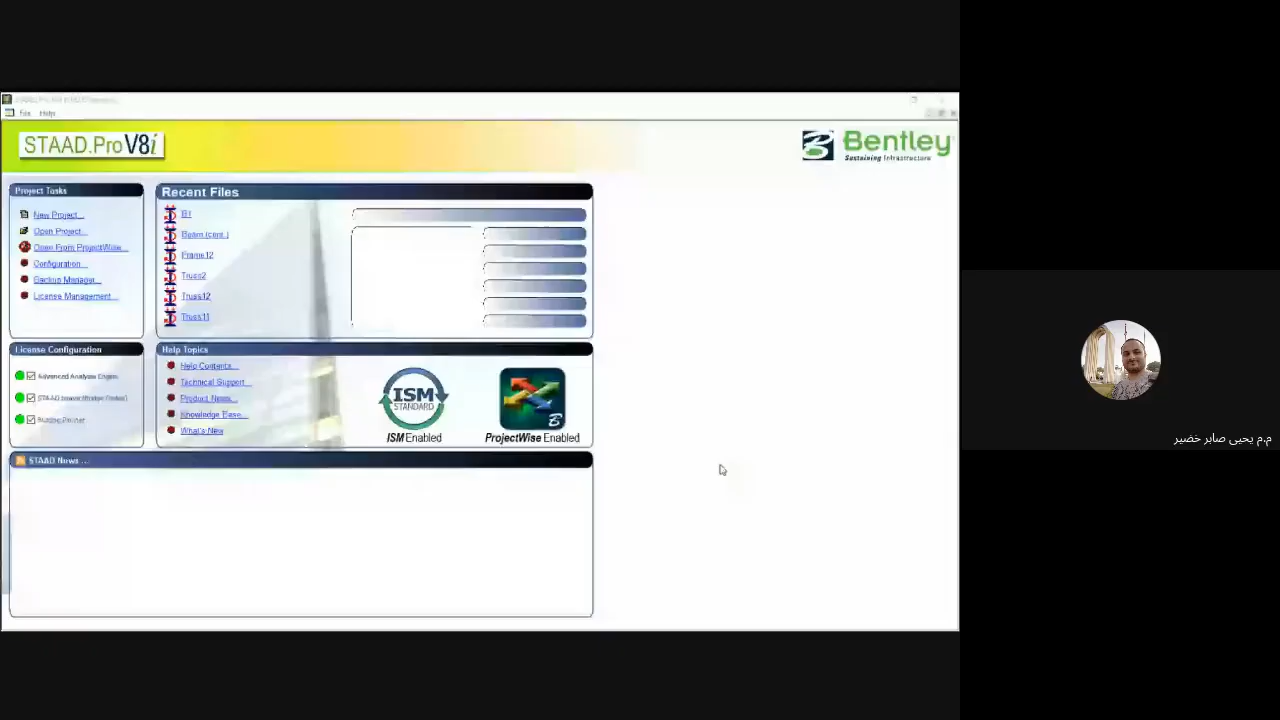 File Help
STAAD.Pro V8i
Bentley
Sustaining Infrastructure
Project Tasks
New Project...
Open Project...
Open From ProjectWise...
Configuration...
Backup Manager...
License Management...
Recent Files
B1
Beam (cont.)
Frame12
Truss2
Truss12
Truss11
License Configuration
Advanced Analysis Engine
Help Topics
Help Contents...
Technical Support...
Product News...
Knowledge Base...
What's New
ISM
STANDARD
ISM Enabled
B
ProjectWise Enabled
STAAD News ...
م.م يحيى صابر خضير